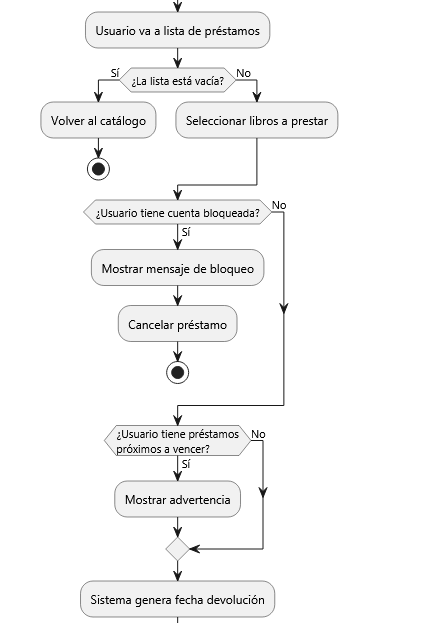 Usuario va a lista de préstamos
¿La lista está vacía?
Sí
No
Volver al catálogo
Seleccionar libros a prestar
¿Usuario tiene cuenta bloqueada?
No
Sí
Mostrar mensaje de bloqueo
Cancelar préstamo
¿Usuario tiene préstamos
próximos a vencer?
No
Sí
Mostrar advertencia
Sistema genera fecha devolución